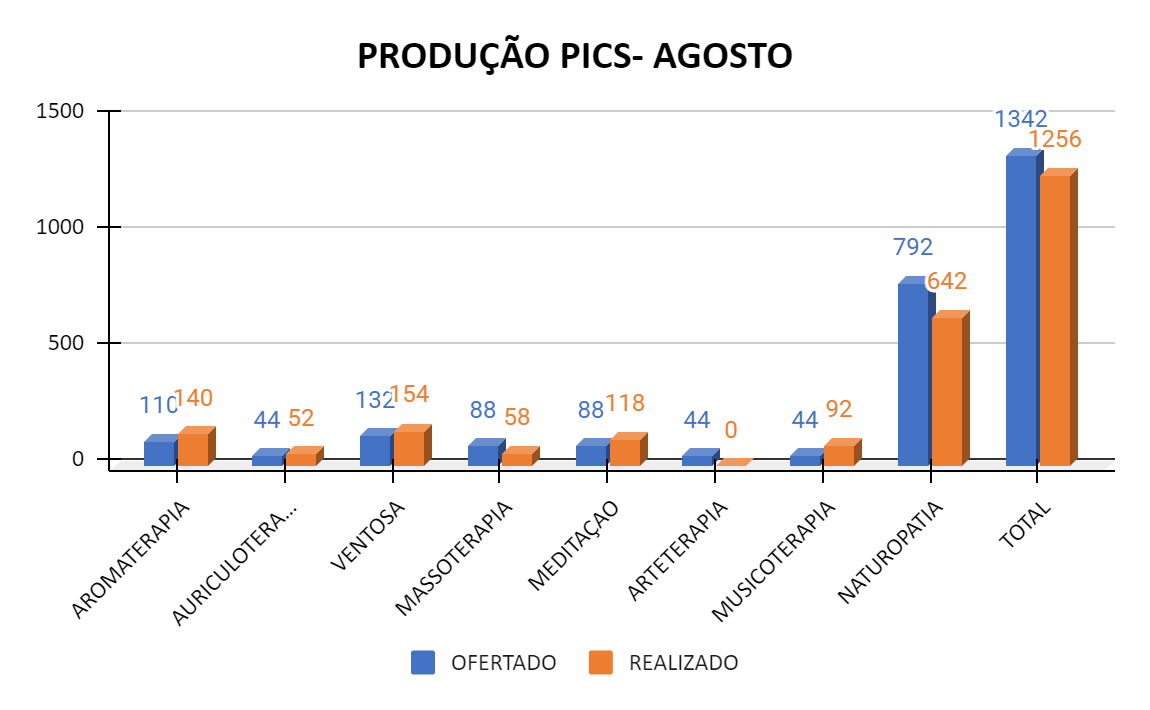 PRODUÇÃO PICS- AGOSTO
1500
1000
500
0
110 140
44 52
132 154
88 58
88 118
44 0
44 92
792 642
1342 1256
AROMATERAPIA
AURICULOTERA...
VENTOSA
MASSOTERAPIA
MEDITAÇAO
ARTETERAPIA
MUSICOTERAPIA
NATUROPATIA
TOTAL
OFERTADO REALIZADO